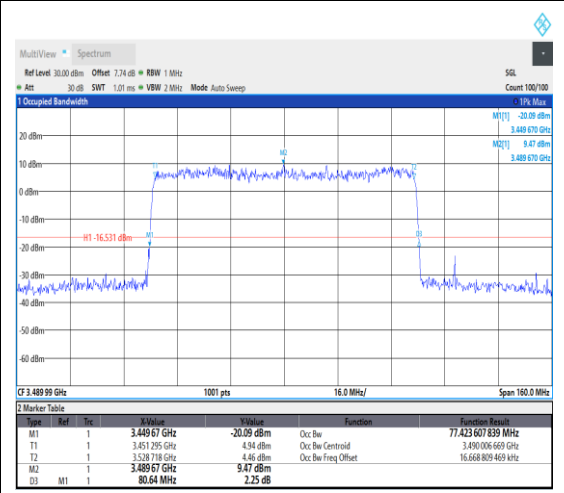 MultiView Spectrum
Ref Level 30.00 dBm Offset 7.74 dB RBW 1 MHz SGL
Att 30 dB SWT 1.01 ms VBW 2 MHz Mode Auto Sweep Count 100/100
1 Occupied Bandwidth 1Pk Max
M1[1] -20.09 dBm
3.449 670 GHz
20 dBm
M2[1] 9.47 dBm
M2
3.489 670 GHz
10 dBm T1 T2
0 dBm
-10 dBm
H1 -16.531 dBm M1 D3
-20 dBm
-30 dBm
-40 dBm
-50 dBm
-60 dBm
CF 3.489 99 GHz 1001 pts 16.0 MHz/ Span 160.0 MHz
2 Marker Table
Type Ref Trc X-Value Y-Value Function Function Result
M1 1 3.449 67 GHz -20.09 dBm Occ Bw 77.423 607 839 MHz
T1 1 3.451 295 GHz 4.94 dBm Occ Bw Centroid 3.490 006 669 GHz
T2 1 3.528 718 GHz 4.46 dBm Occ Bw Freq Offset 16.668 809 469 kHz
M2 1 3.489 67 GHz 9.47 dBm
D3 M1 1 80.64 MHz 2.25 dB